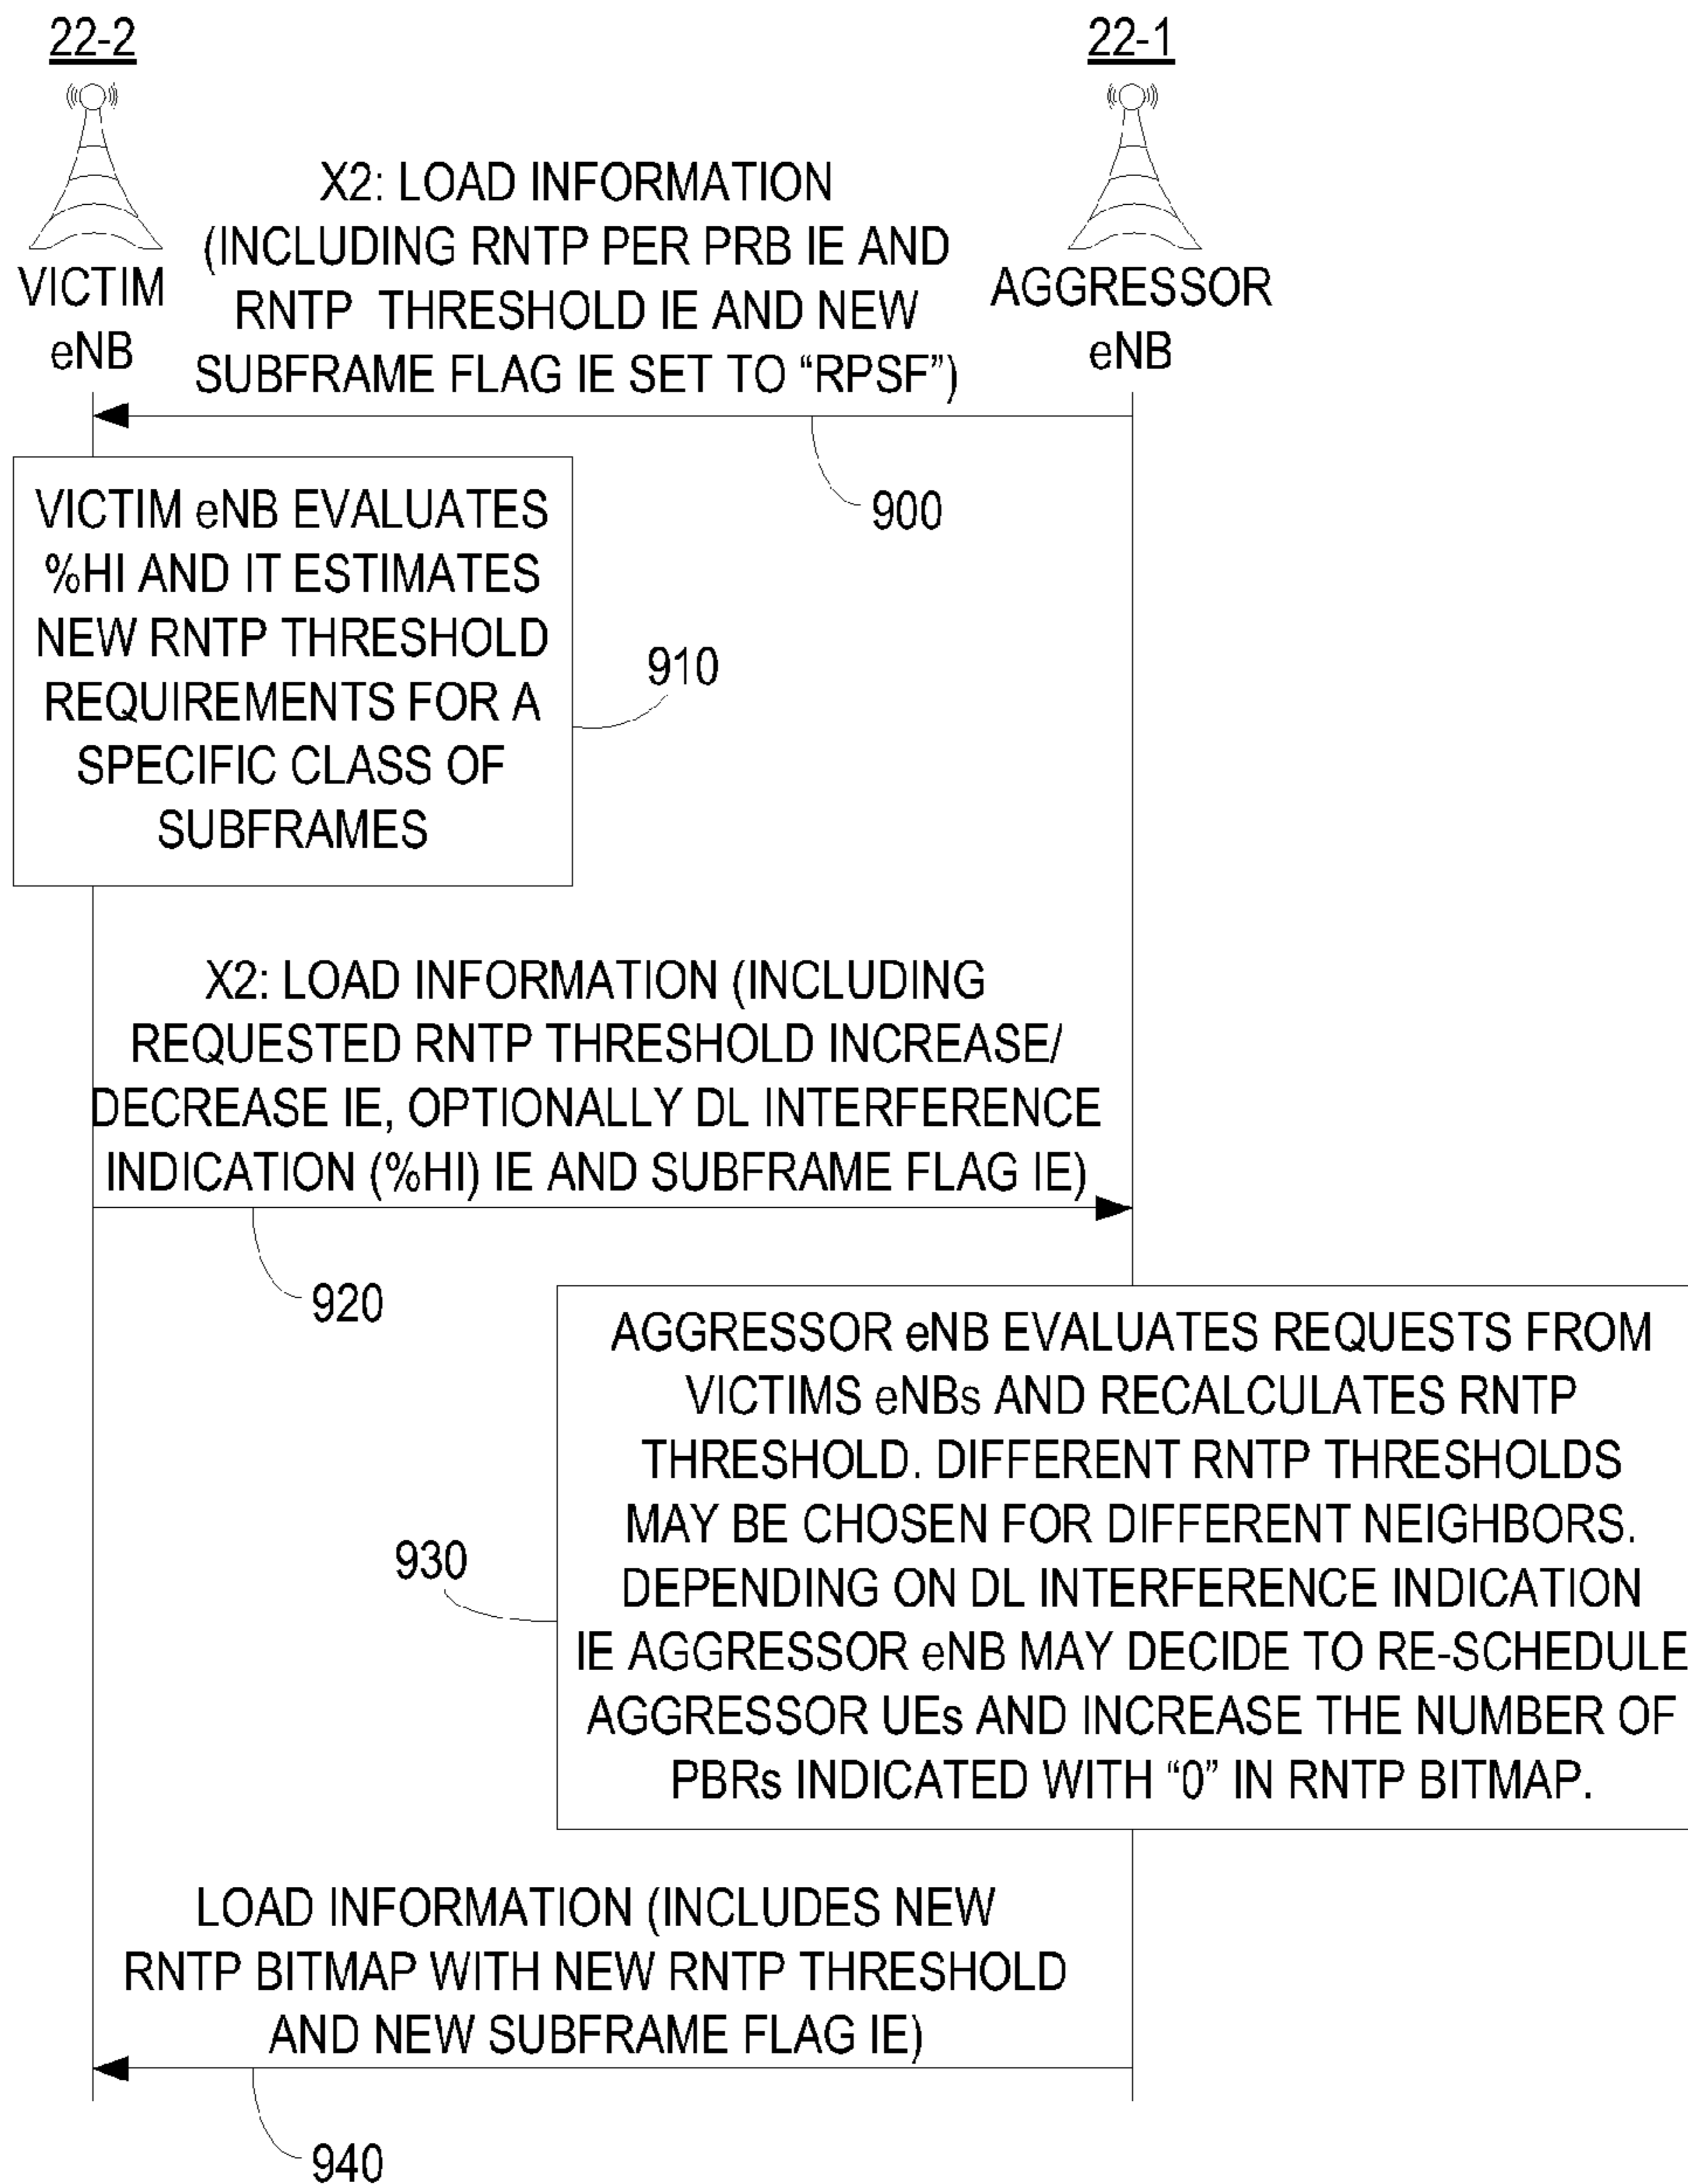 22-2
22-1
VICTIM
eNB
AGGRESSOR
eNB
X2: LOAD INFORMATION
(INCLUDING RNTP PER PRB IE AND
RNTP THRESHOLD IE AND NEW
SUBFRAME FLAG IE SET TO “RPSF”)
900
VICTIM eNB EVALUATES
%HI AND IT ESTIMATES
NEW RNTP THRESHOLD
REQUIREMENTS FOR A
SPECIFIC CLASS OF
SUBFRAMES
910
X2: LOAD INFORMATION (INCLUDING
REQUESTED RNTP THRESHOLD INCREASE/
DECREASE IE, OPTIONALLY DL INTERFERENCE
INDICATION (%HI) IE AND SUBFRAME FLAG IE)
920
AGGRESSOR eNB EVALUATES REQUESTS FROM
VICTIMS eNBs AND RECALCULATES RNTP
THRESHOLD. DIFFERENT RNTP THRESHOLDS
MAY BE CHOSEN FOR DIFFERENT NEIGHBORS.
DEPENDING ON DL INTERFERENCE INDICATION
IE AGGRESSOR eNB MAY DECIDE TO RE-SCHEDULE
AGGRESSOR UEs AND INCREASE THE NUMBER OF
PBRs INDICATED WITH “0” IN RNTP BITMAP.
930
LOAD INFORMATION (INCLUDES NEW
RNTP BITMAP WITH NEW RNTP THRESHOLD
AND NEW SUBFRAME FLAG IE)
940